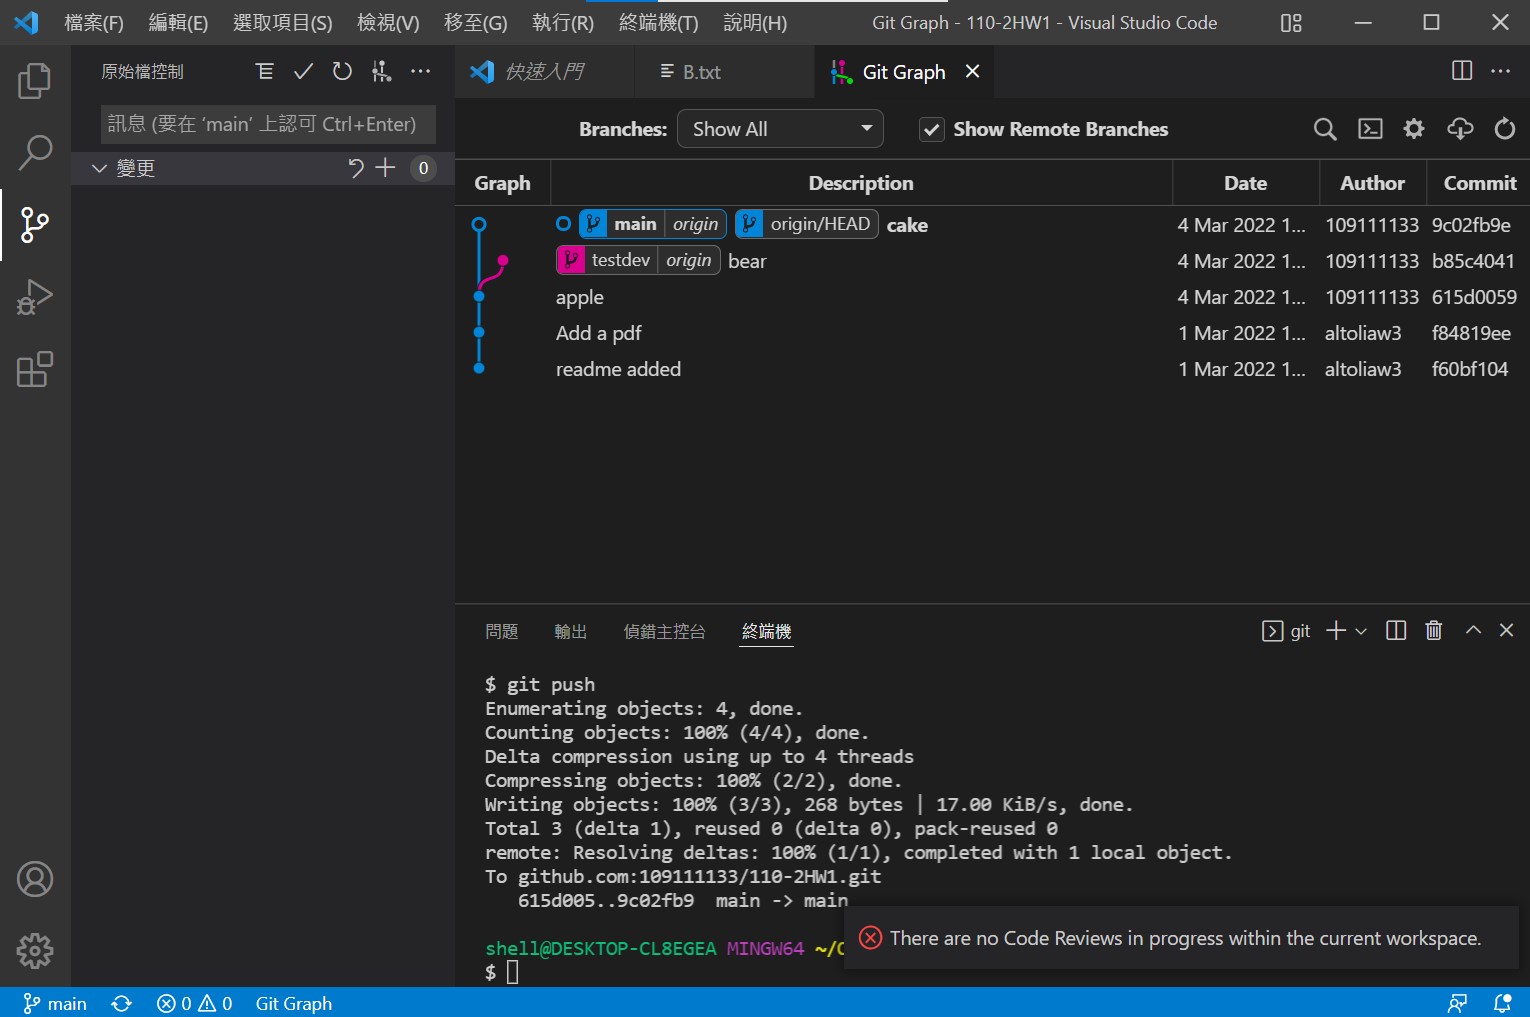 檔案(F) 編輯(E) 選取項目(S) 檢視(V) 移至(G) 執行(R) 終端機(T) 說明(H) Git Graph - 110-2HW1 - Visual Studio Code
原始檔控制
訊息 (要在 ‘main’ 上認可 Ctrl+Enter)
變更 0
快速入門 B.txt Git Graph
Branches: Show All Show Remote Branches
Graph Description Date Author Commit
main origin origin/HEAD cake 4 Mar 2022 1... 109111133 9c02fb9e
testdev origin bear 4 Mar 2022 1... 109111133 b85c4041
apple 4 Mar 2022 1... 109111133 615d0059
Add a pdf 1 Mar 2022 1... altoliaw3 f84819ee
readme added 1 Mar 2022 1... altoliaw3 f60bf104
問題 輸出 偵錯主控台 終端機 git
$ git push
Enumerating objects: 4, done.
Counting objects: 100% (4/4), done.
Delta compression using up to 4 threads
Compressing objects: 100% (2/2), done.
Writing objects: 100% (3/3), 268 bytes | 17.00 KiB/s, done.
Total 3 (delta 1), reused 0 (delta 0), pack-reused 0
remote: Resolving deltas: 100% (1/1), completed with 1 local object.
To github.com:109111133/110-2HW1.git
615d005..9c02fb9 main -> main
shell@DESKTOP-CL8EGEA MINGW64 ~/
$
There are no Code Reviews in progress within the current workspace.
main 0 0 Git Graph